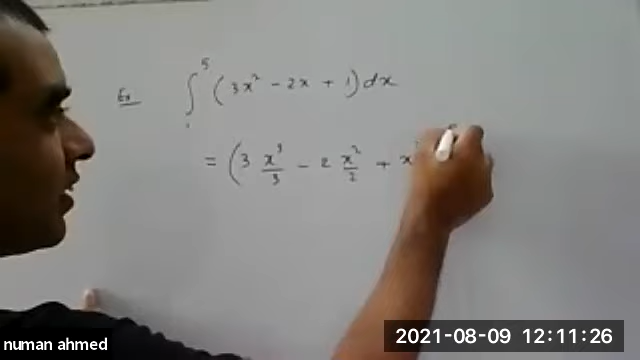 Ex ∫₁⁵ (3x² - 2x + 1) dx
= (3 x³/3 - 2 x²/2 + x
numan ahmed
2021-08-09 12:11:26